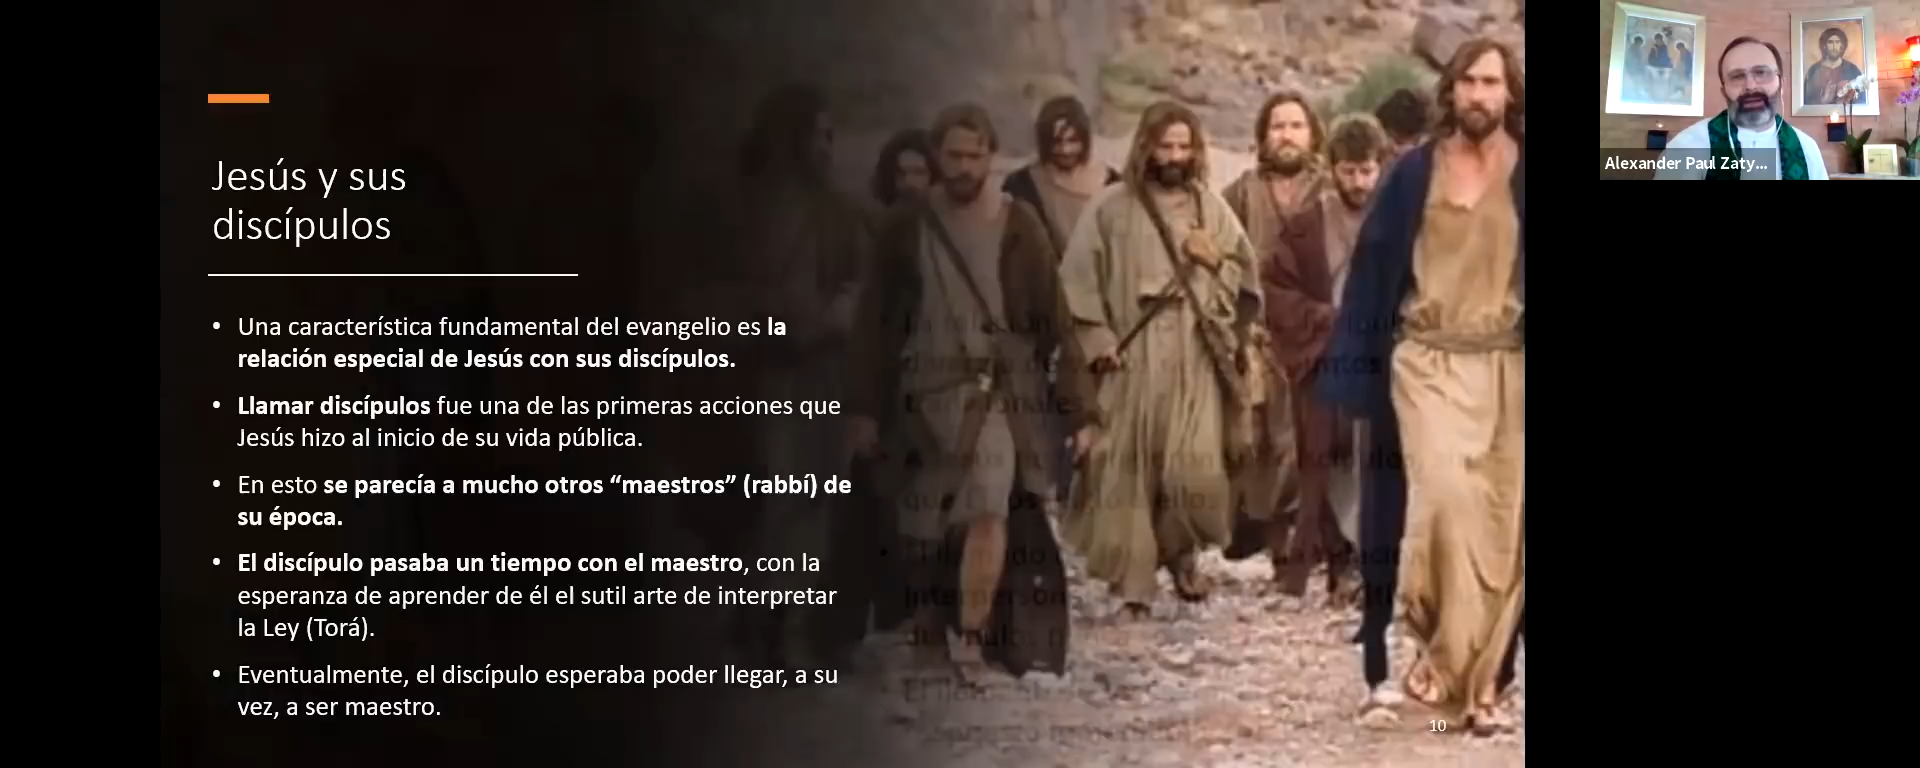 Jesús y sus
discípulos
• Una característica fundamental del evangelio es la
relación especial de Jesús con sus discípulos.
• Llamar discípulos fue una de las primeras acciones que
Jesús hizo al inicio de su vida pública.
• En esto se parecía a mucho otros “maestros” (rabbí) de
su época.
• El discípulo pasaba un tiempo con el maestro, con la
esperanza de aprender de él el sutil arte de interpretar
la Ley (Torá).
• Eventualmente, el discípulo esperaba poder llegar, a su
vez, a ser maestro.
10
Alexander Paul Zaty...